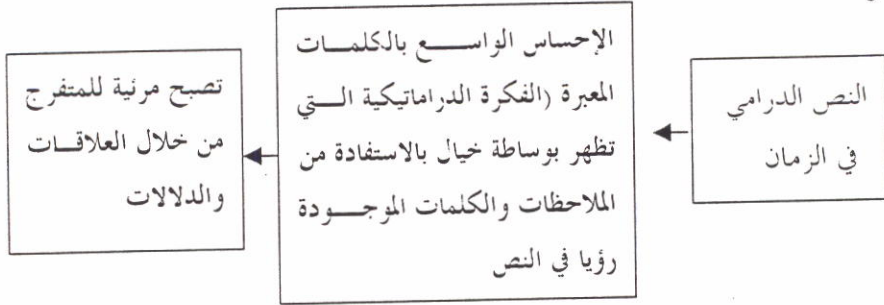 النص الدرامي
في الزمان
الإحساس الواسع بالكلمات
المعبرة (الفكرة الدراماتيكية التي
تظهر بوساطة خيال بالاستفادة من
الملاحظات والكلمات الموجودة
رؤيا في النص
تصبح مرئية للمتفرج
من خلال العلاقات
والدلالات